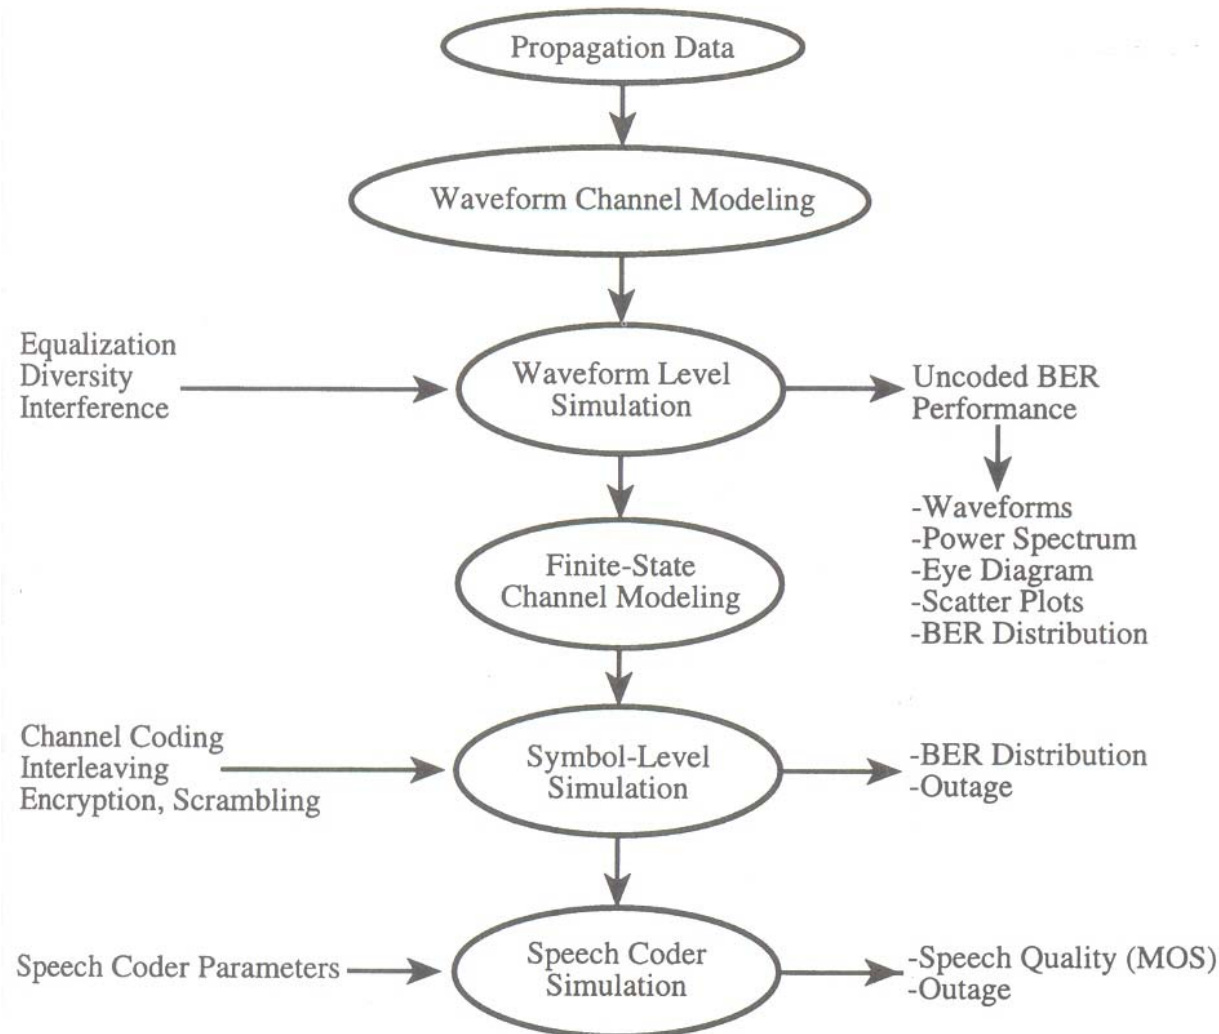 Propagation Data
Waveform Channel Modeling
Equalization
Diversity
Interference
Waveform Level
Simulation
Uncoded BER
Performance
-Waveforms
-Power Spectrum
-Eye Diagram
-Scatter Plots
-BER Distribution
Finite-State
Channel Modeling
Channel Coding
Interleaving
Encryption, Scrambling
Symbol-Level
Simulation
-BER Distribution
-Outage
Speech Coder Parameters
Speech Coder
Simulation
-Speech Quality (MOS)
-Outage